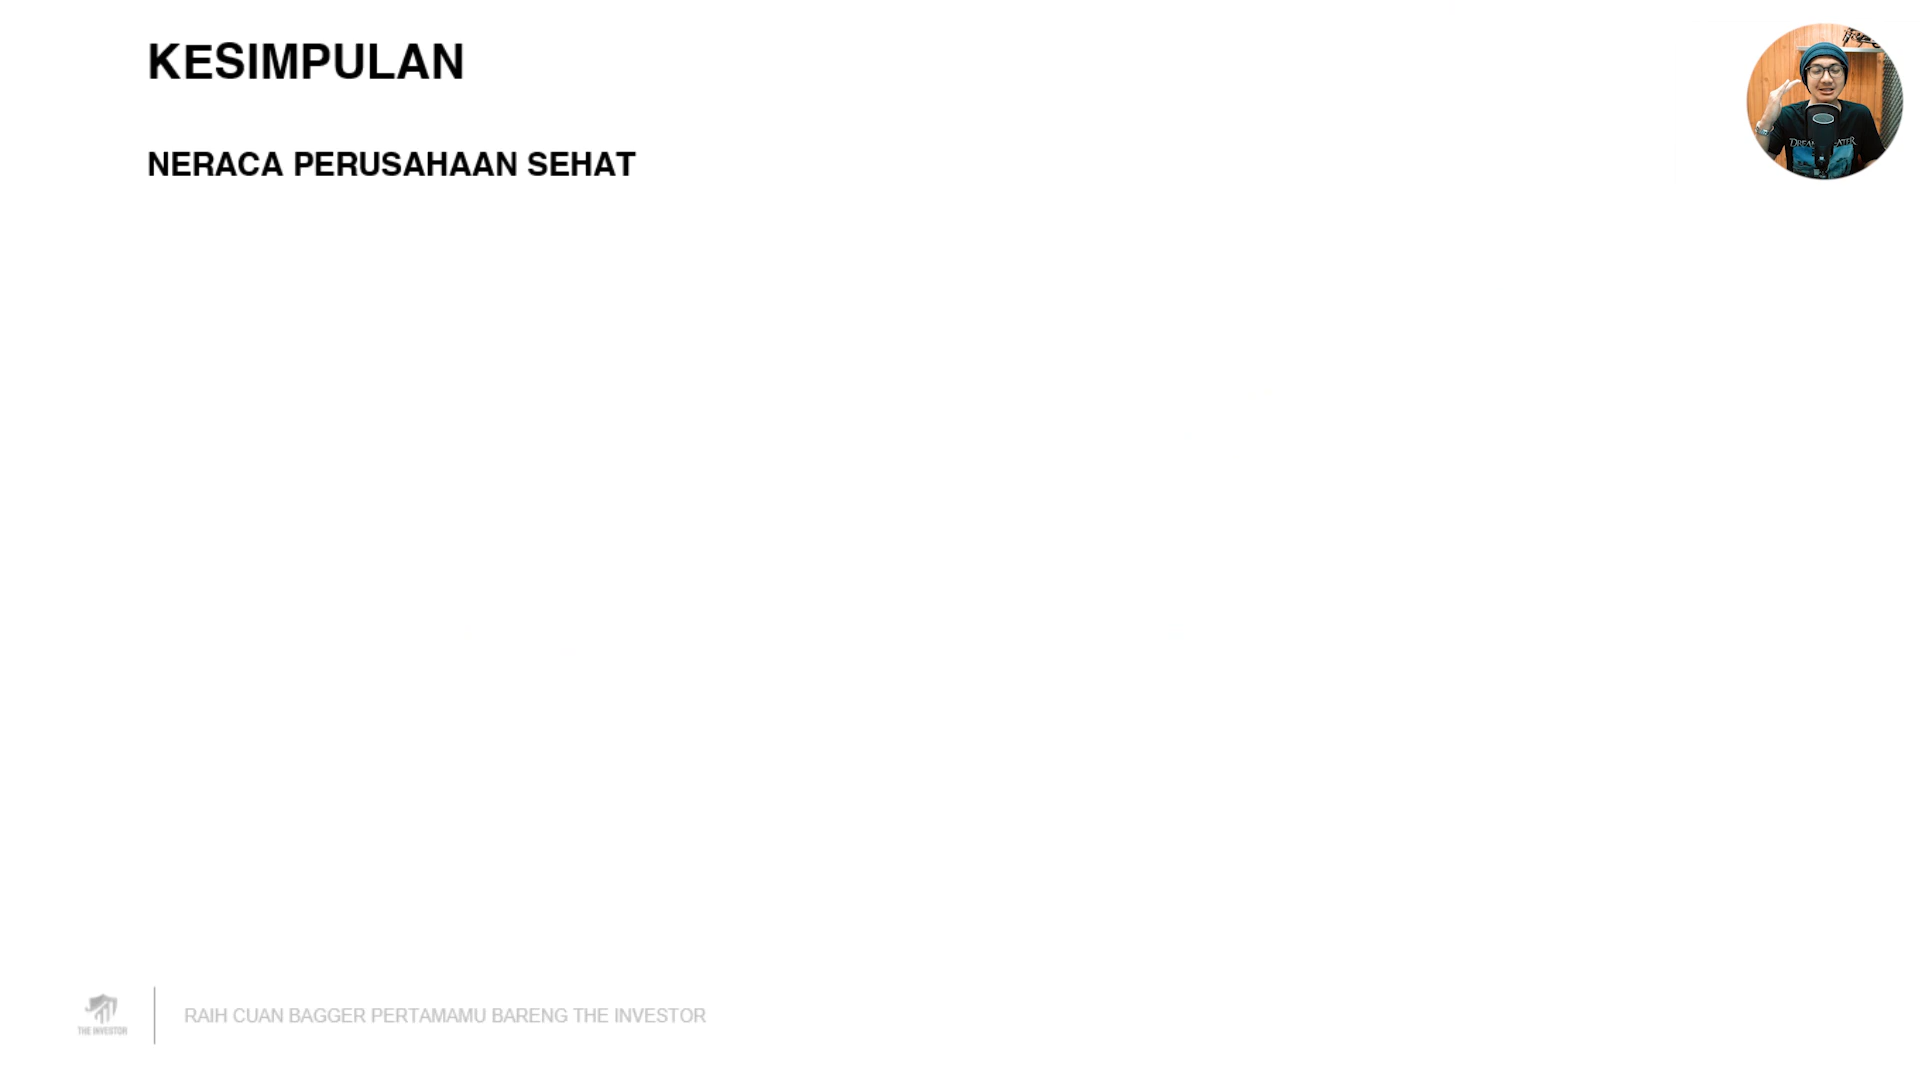 KESIMPULAN
NERACA PERUSAHAAN SEHAT
THE INVESTOR
RAIH CUAN BAGGER PERTAMAMU BARENG THE INVESTOR